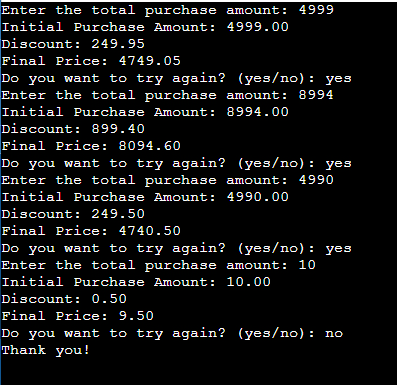 Enter the total purchase amount: 4999
Initial Purchase Amount: 4999.00
Discount: 249.95
Final Price: 4749.05
Do you want to try again? (yes/no): yes
Enter the total purchase amount: 8994
Initial Purchase Amount: 8994.00
Discount: 899.40
Final Price: 8094.60
Do you want to try again? (yes/no): yes
Enter the total purchase amount: 4990
Initial Purchase Amount: 4990.00
Discount: 249.50
Final Price: 4740.50
Do you want to try again? (yes/no): yes
Enter the total purchase amount: 10
Initial Purchase Amount: 10.00
Discount: 0.50
Final Price: 9.50
Do you want to try again? (yes/no): no
Thank you!